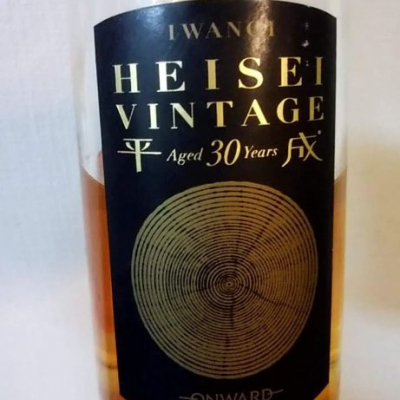 IWANOI
HEISEI
VINTAGE
平 Aged 30 Years 成
ONWARD